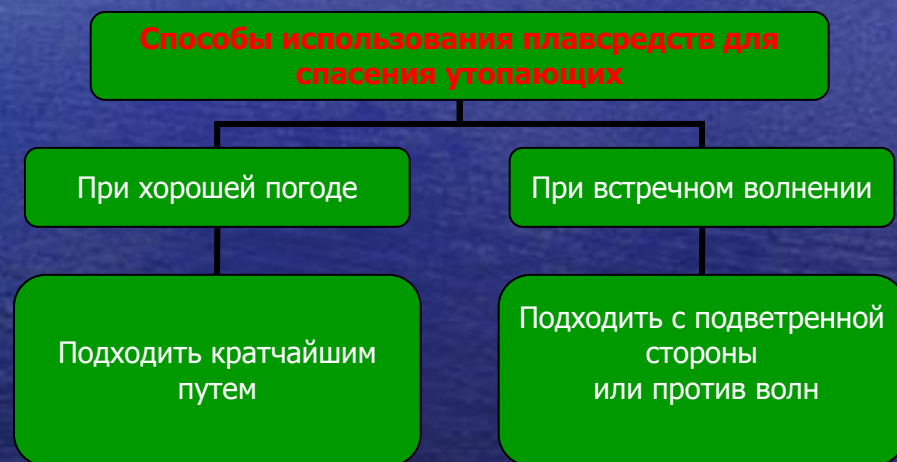 Способы использования плавсредств для
спасения утопающих
При хорошей погоде
При встречном волнении
Подходить кратчайшим
путем
Подходить с подветренной
стороны
или против волн